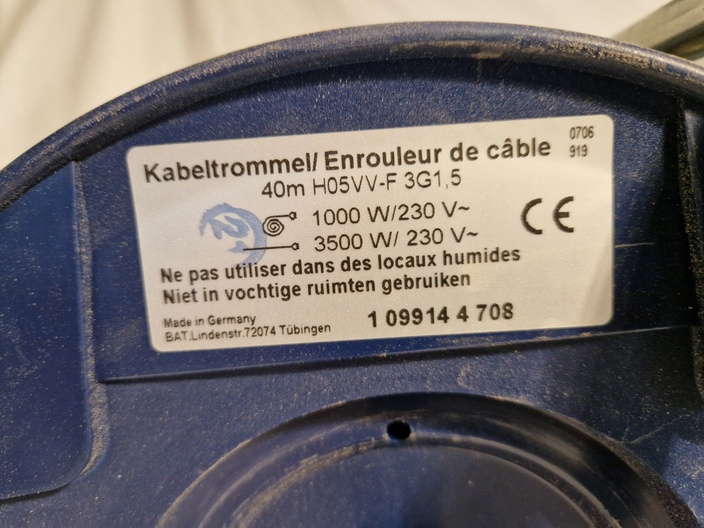 Kabeltrommel/ Enrouleur de câble
0706
919
40m H05VV-F 3G1,5
1000 W/230 V~
3500 W/ 230 V~
CE
Ne pas utiliser dans des locaux humides
Niet in vochtige ruimten gebruiken
Made in Germany
BAT.Lindenstr.72074 Tübingen
1 09914 4 708